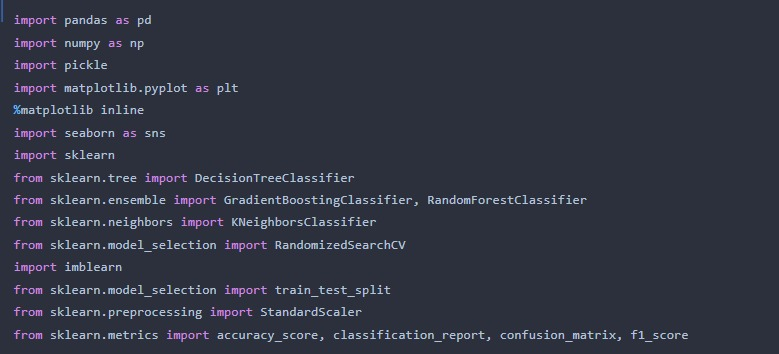 import pandas as pd
import numpy as np
import pickle
import matplotlib.pyplot as plt
%matplotlib inline
import seaborn as sns
import sklearn
from sklearn.tree import DecisionTreeClassifier
from sklearn.ensemble import GradientBoostingClassifier, RandomForestClassifier
from sklearn.neighbors import KNeighborsClassifier
from sklearn.model_selection import RandomizedSearchCV
import imblearn
from sklearn.model_selection import train_test_split
from sklearn.preprocessing import StandardScaler
from sklearn.metrics import accuracy_score, classification_report, confusion_matrix, f1_score